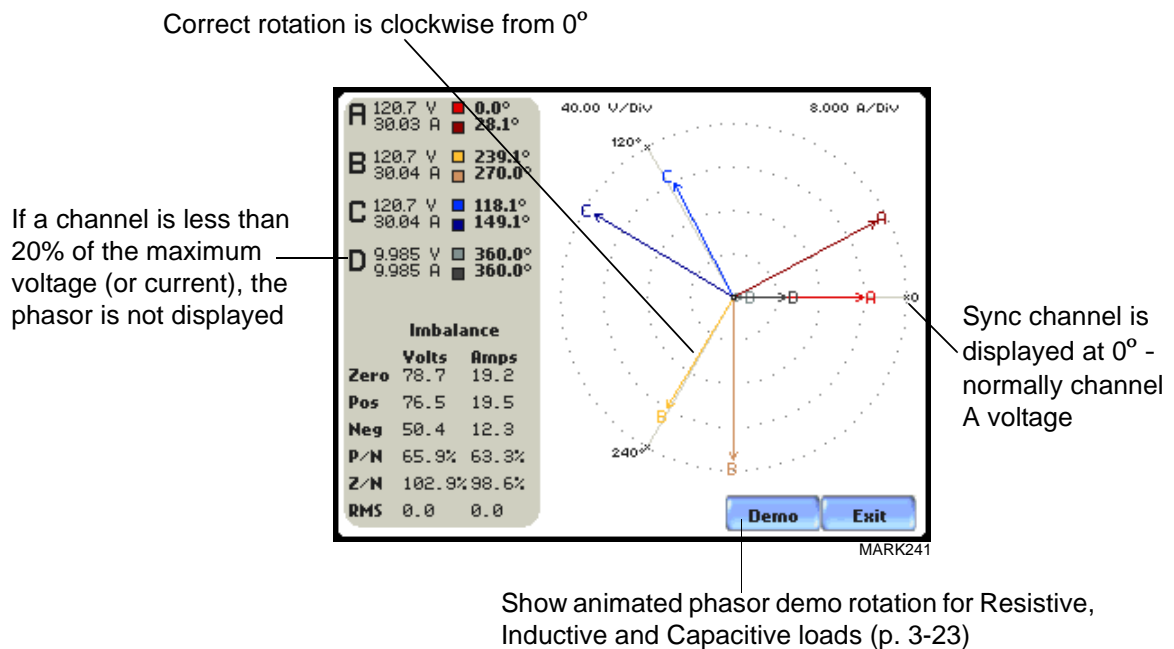 Correct rotation is clockwise from 0°
A 120.7 V 0.0°
30.03 A 28.1°
B 120.7 V 239.1°
30.04 A 270.0°
C 120.7 V 118.1°
30.04 A 149.1°
D 9.985 V 360.0°
9.985 A 360.0°
Imbalance
Volts Amps
Zero 78.7 19.2
Pos 76.5 19.5
Neg 50.4 12.3
P/N 65.9% 63.3%
Z/N 102.9% 98.6%
RMS 0.0 0.0
40.00 V/Div 8.000 A/Div
120°
C
C
A
D D A 0
B
240°
B
Demo Exit
MARK241
If a channel is less than
20% of the maximum
voltage (or current), the
phasor is not displayed
Sync channel is
displayed at 0° -
normally channel
A voltage
Show animated phasor demo rotation for Resistive,
Inductive and Capacitive loads (p. 3-23)